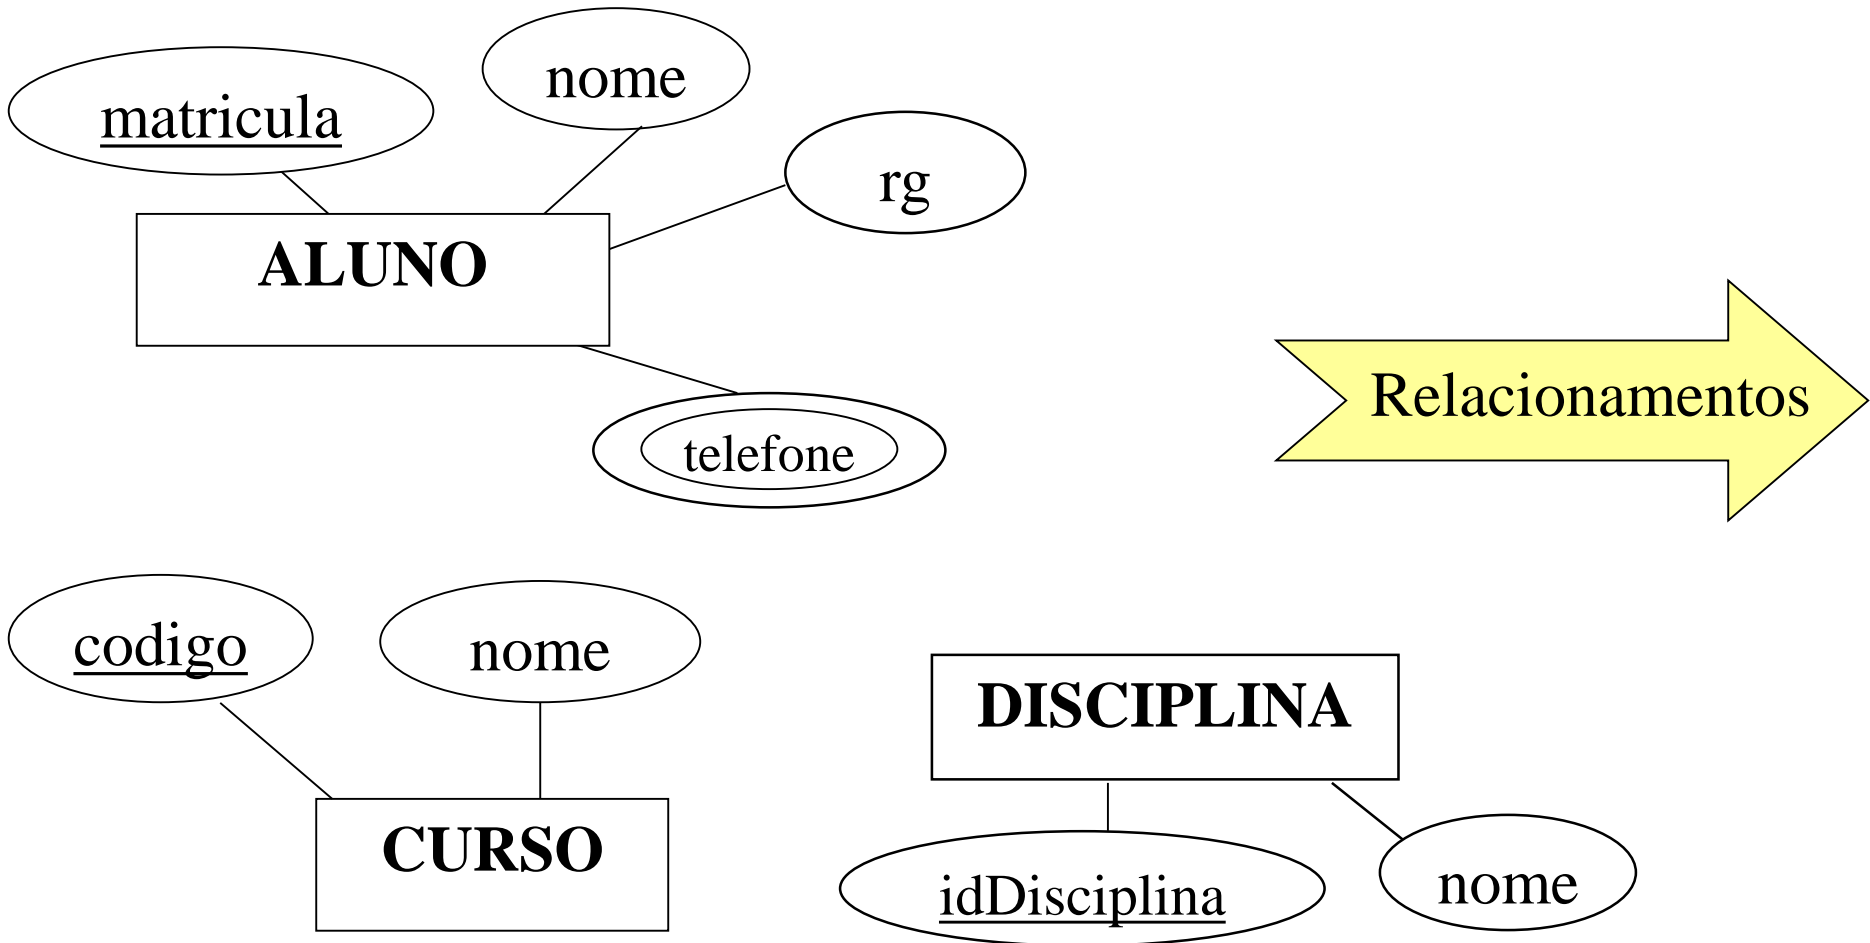 nome
matricula
rg
ALUNO
Relacionamentos
telefone
codigo
nome
DISCIPLINA
CURSO
idDisciplina
nome